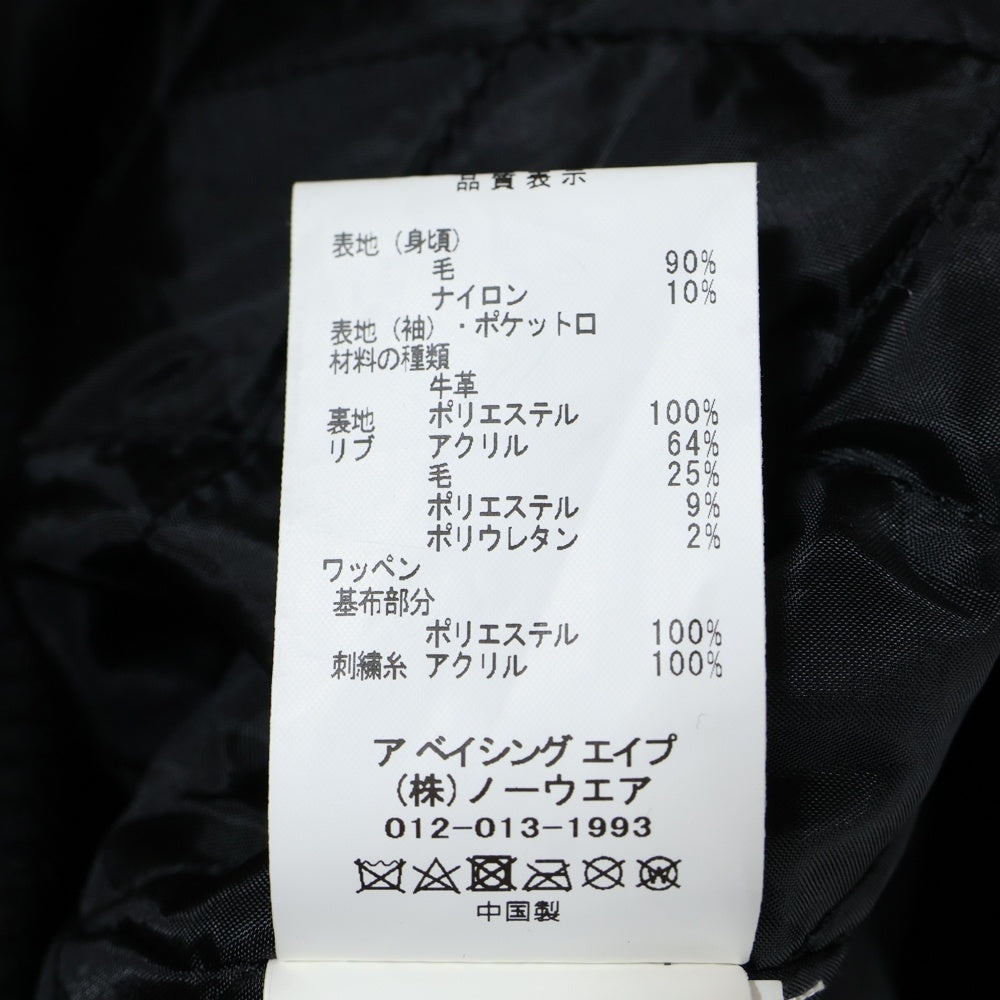 品質表示
表地（身頃）
毛 90%
ナイロン 10%
表地（袖）・ポケット口
材料の種類
牛革
裏地 ポリエステル 100%
リブ アクリル 64%
毛 25%
ポリエステル 9%
ポリウレタン 2%
ワッペン
基布部分
ポリエステル 100%
刺繍糸 アクリル 100%
ア ベイシング エイプ
（株）ノーウエア
012-013-1993
W
中国製